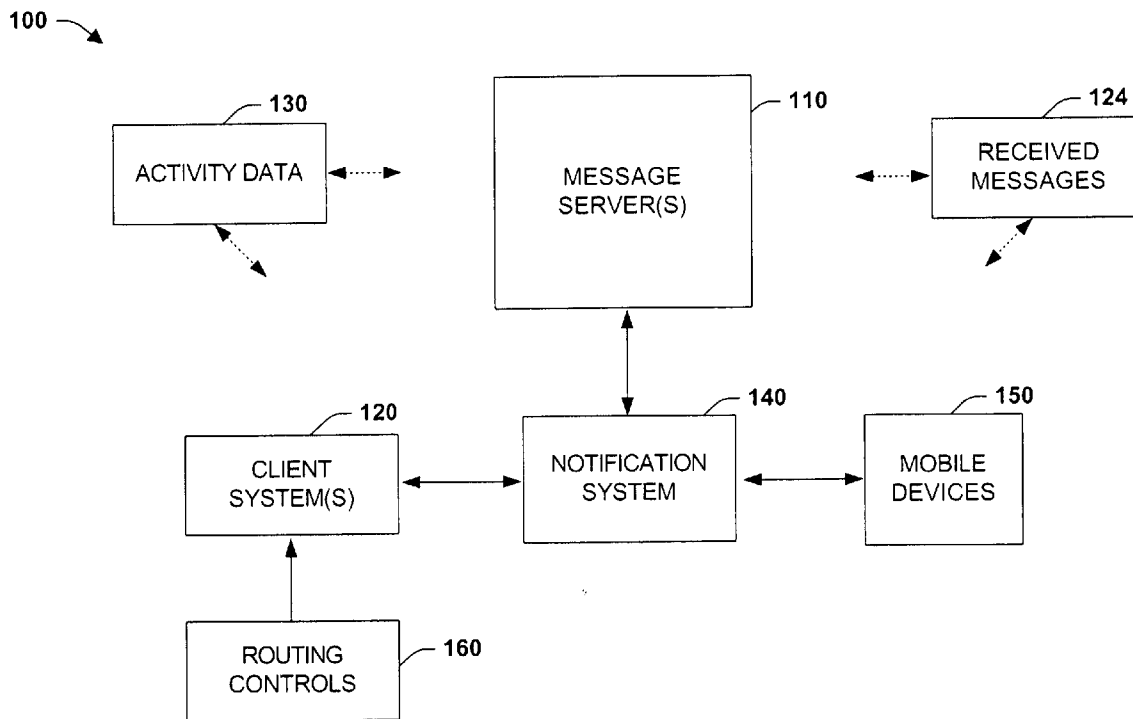 100
130
110
124
ACTIVITY DATA
MESSAGE
SERVER(S)
RECEIVED
MESSAGES
120
140
150
CLIENT
SYSTEM(S)
NOTIFICATION
SYSTEM
MOBILE
DEVICES
ROUTING
CONTROLS
160